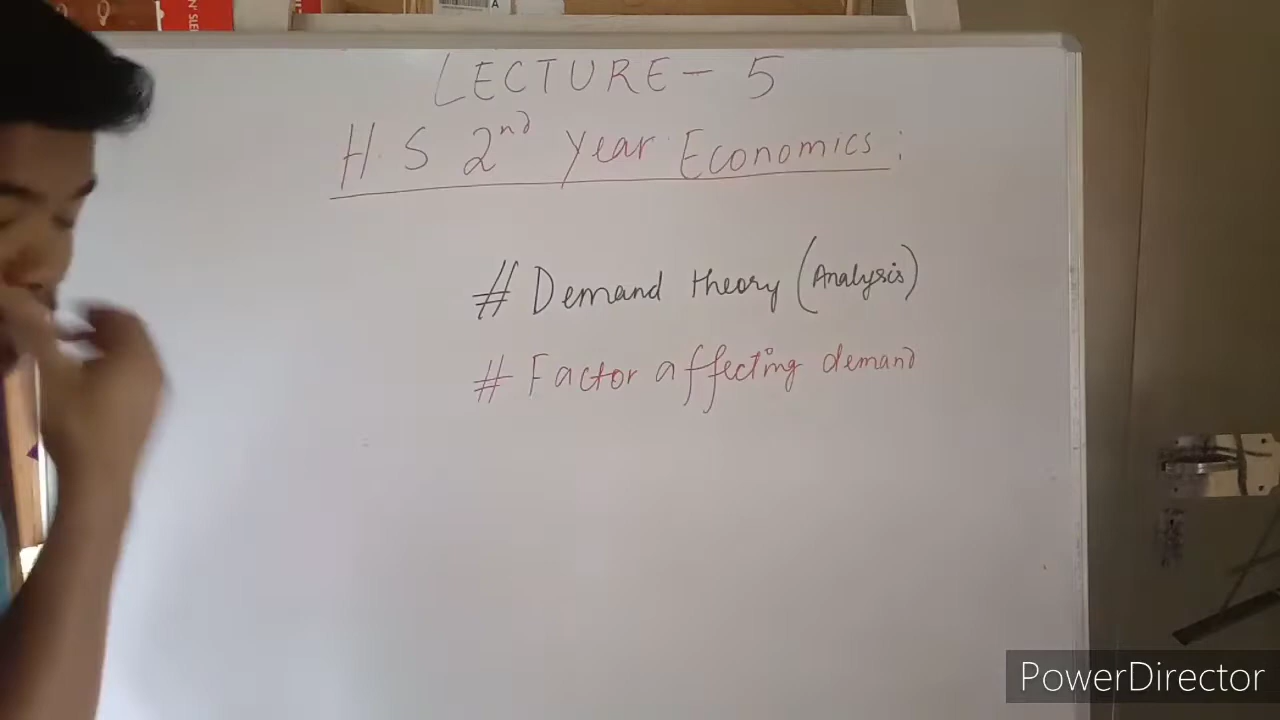 LECTURE - 5
H.S 2nd Year Economics :
# Demand theory (Analysis)
# Factor affecting demand
PowerDirector